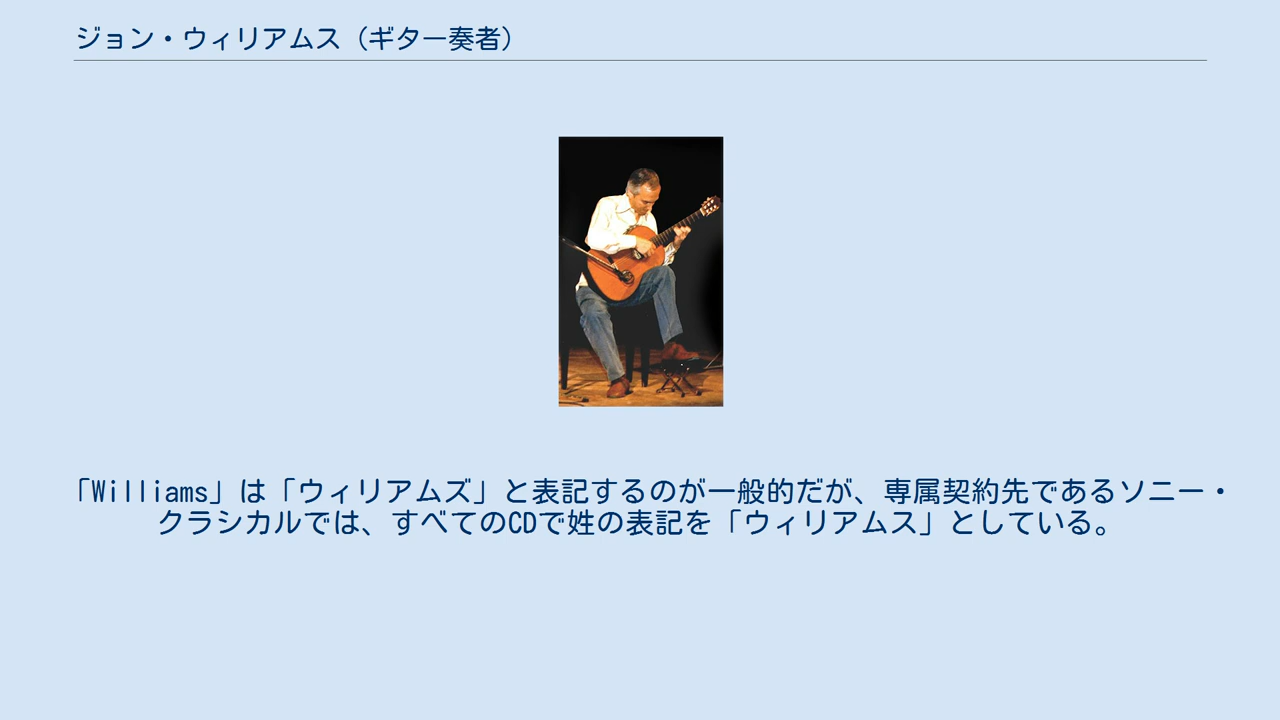 ジョン・ウィリアムス（ギター奏者）
「Williams」は「ウィリアムズ」と表記するのが一般的だが、専属契約先であるソニー・
クラシカルでは、すべてのCDで姓の表記を「ウィリアムス」としている。